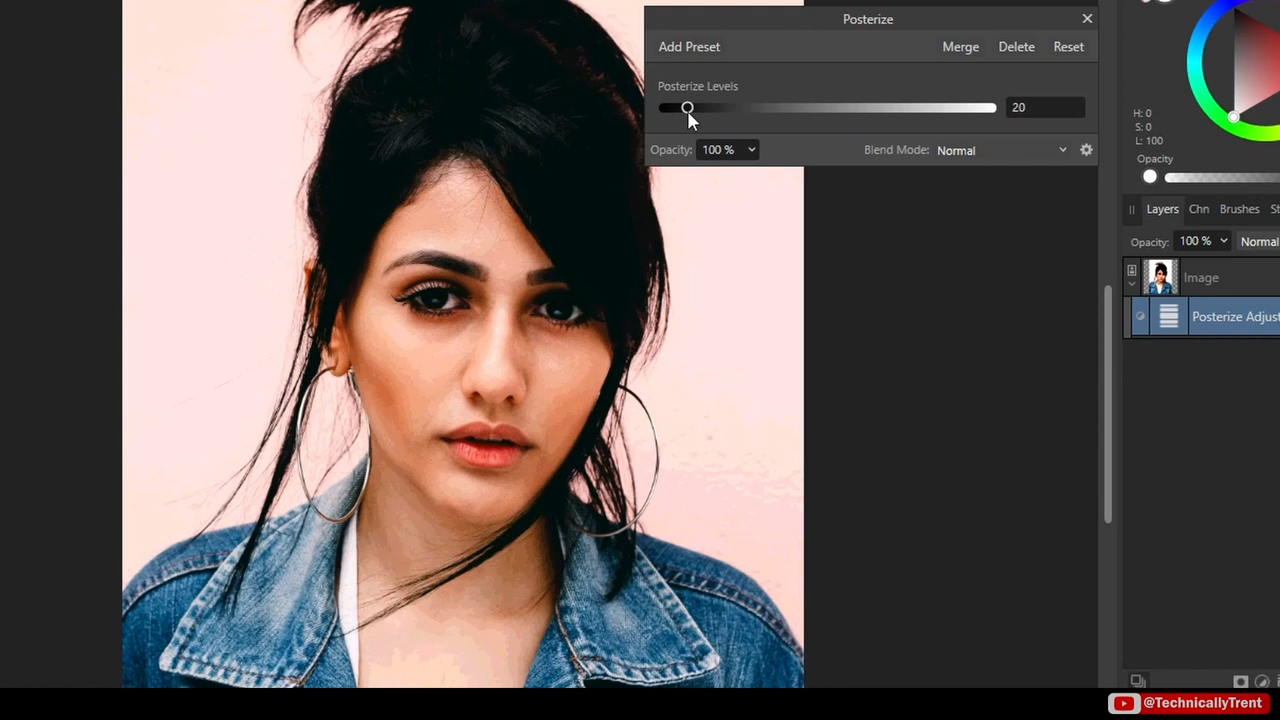 Posterize
Add Preset Merge Delete Reset
Posterize Levels
20
Opacity: 100 % Blend Mode: Normal
H: 0
S: 0
L: 100
Opacity
Layers Chn Brushes St
Opacity: 100 % Normal
Image
Posterize Adjust
@TechnicallyTrent